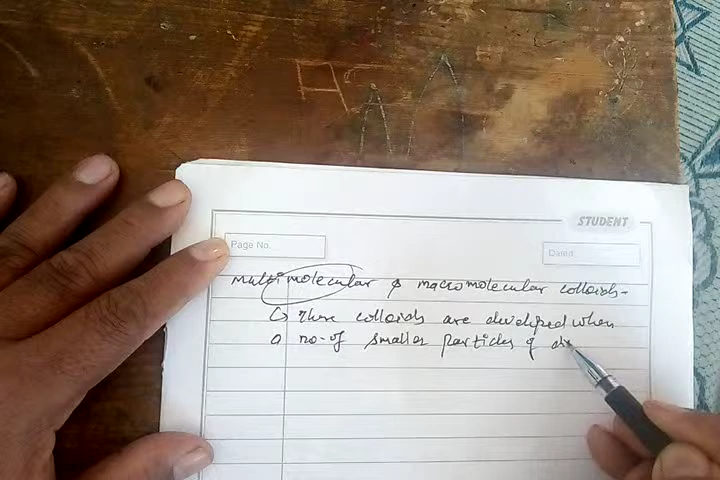 STUDENT
Page No.
Dated
Multimolecular & macromolecular colloids-
These colloids are developed when
a no. of smaller particles of